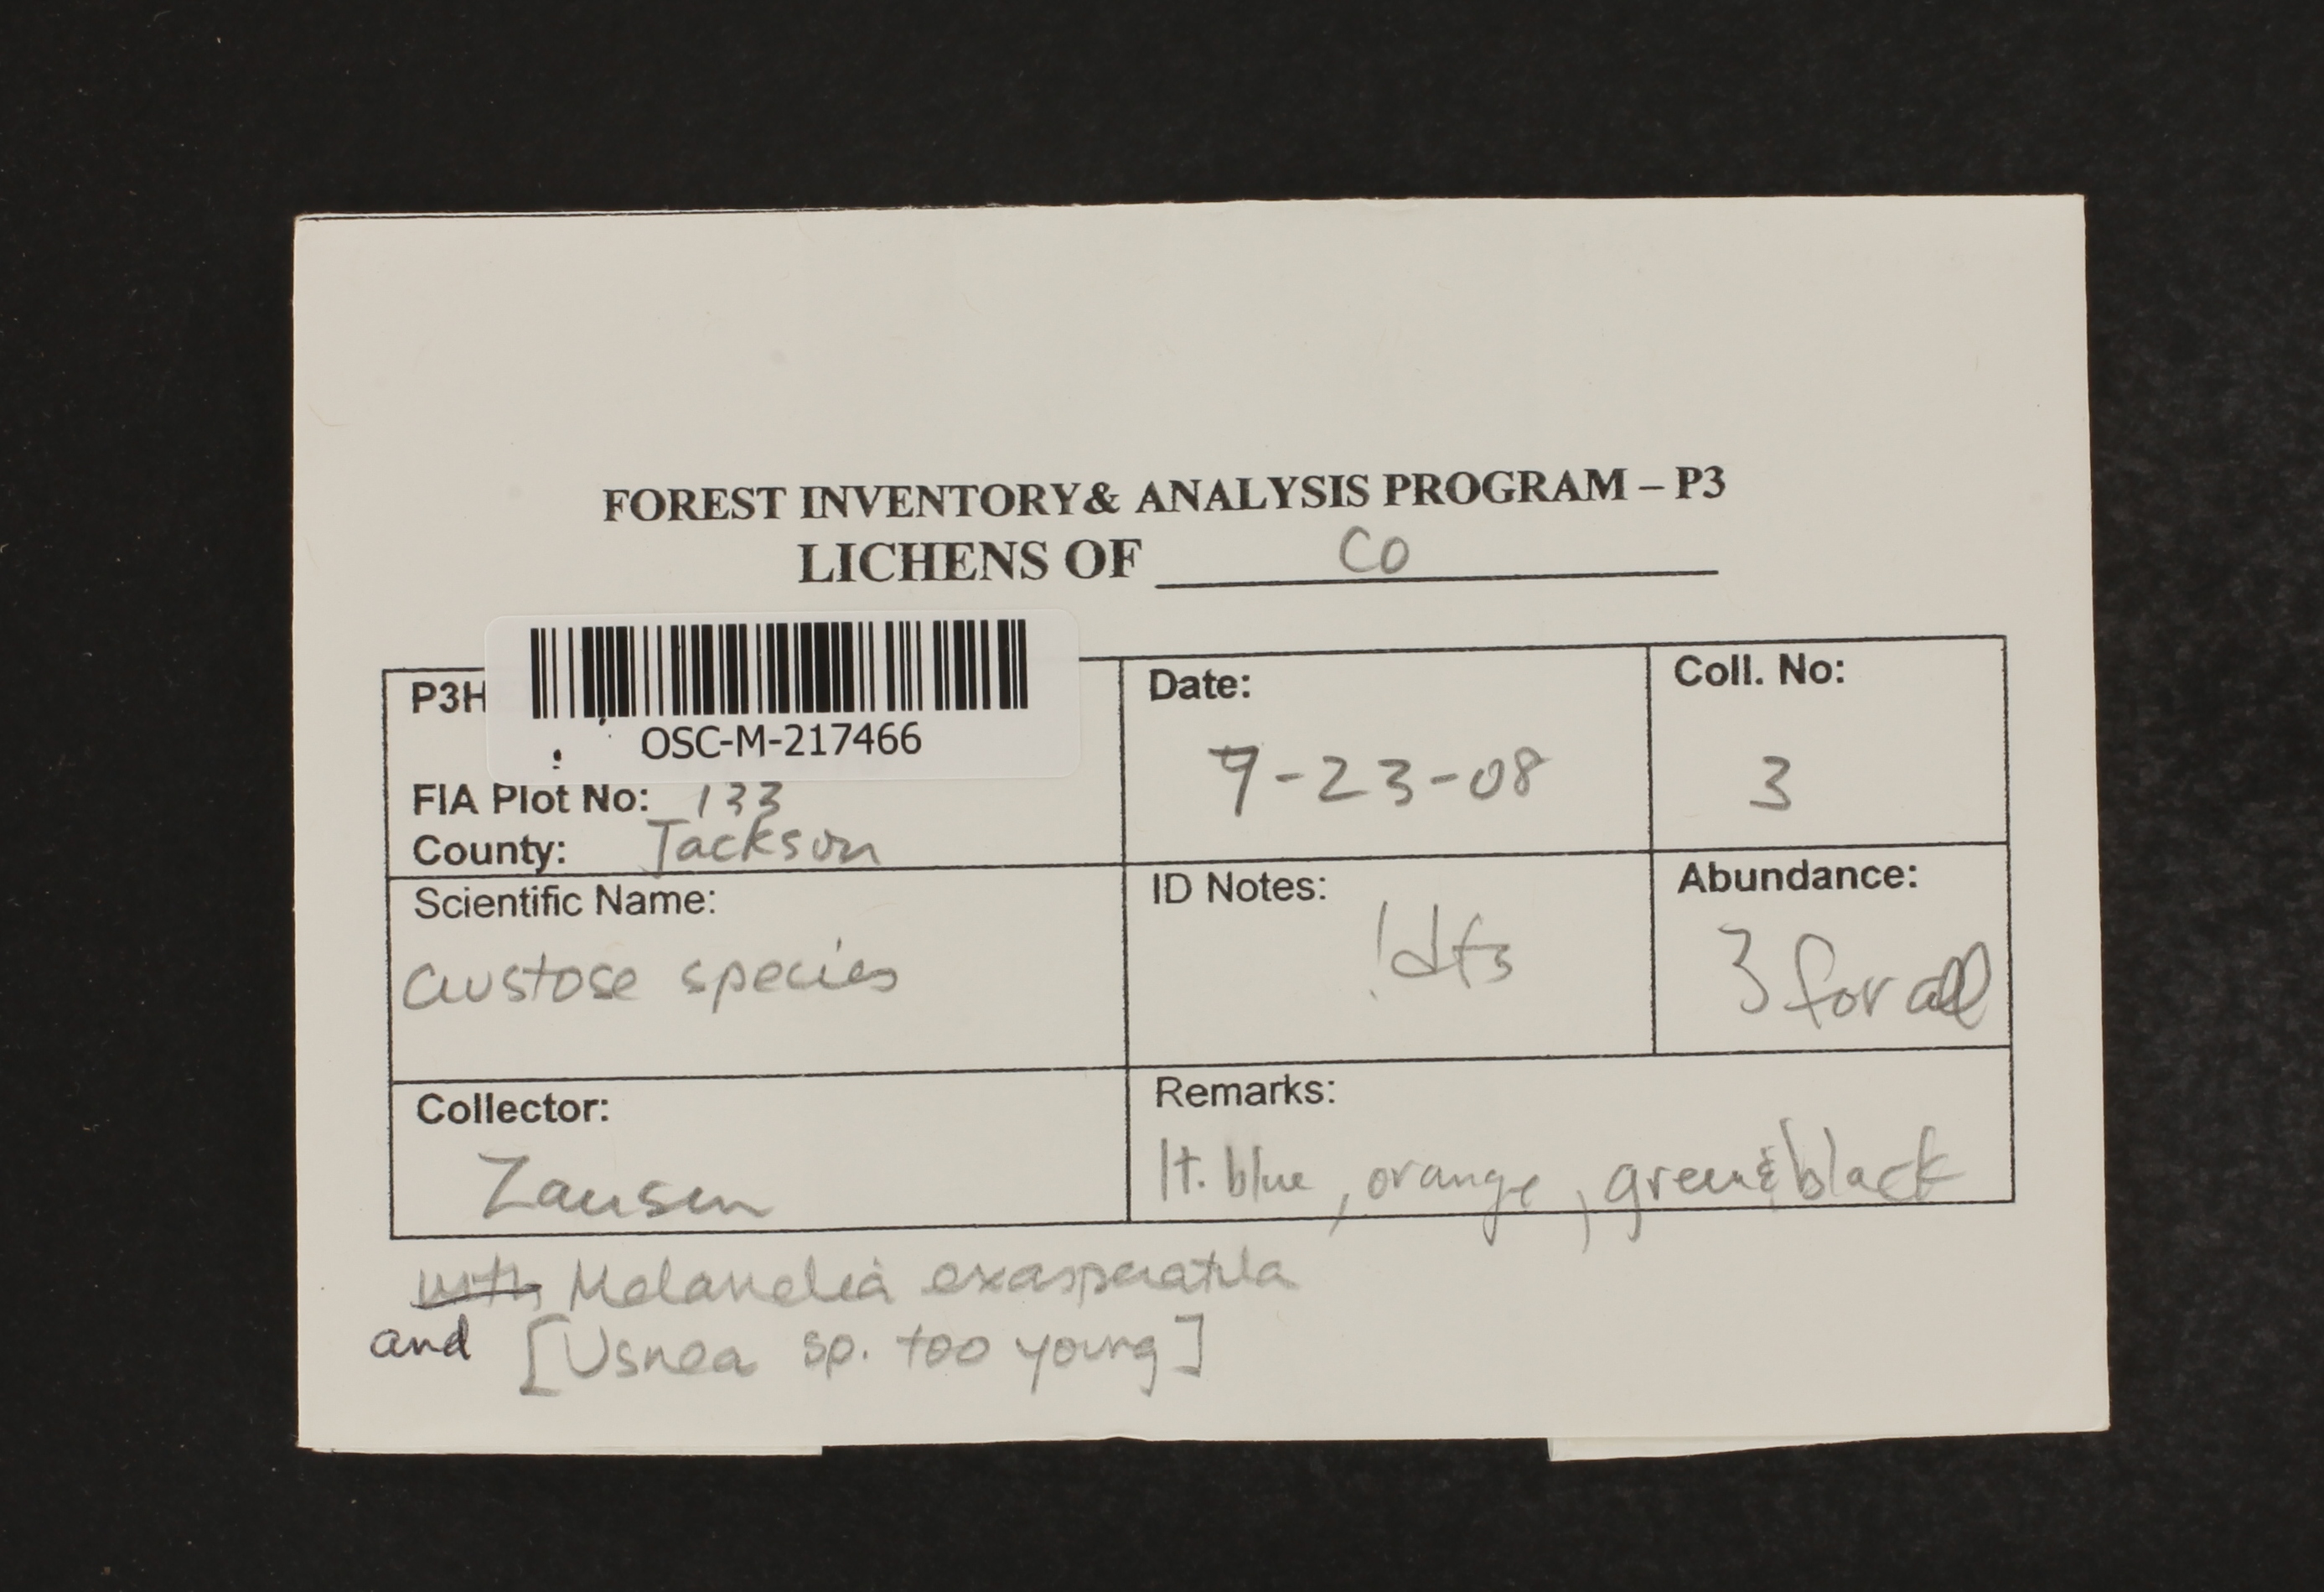 FOREST INVENTORY& ANALYSIS PROGRAM – P3
LICHENS OF CO
P3H
OSC-M-217466
FIA Plot No: 133
County: Jackson
Date:
9-23-08
Coll. No:
3
Scientific Name:
crustose species
ID Notes:
!dfs
Abundance:
3 for all
Collector:
Zausen
Remarks:
lt. blue, orange, green & black
with Melanelia exasperatula
and [Usnea sp. too young]